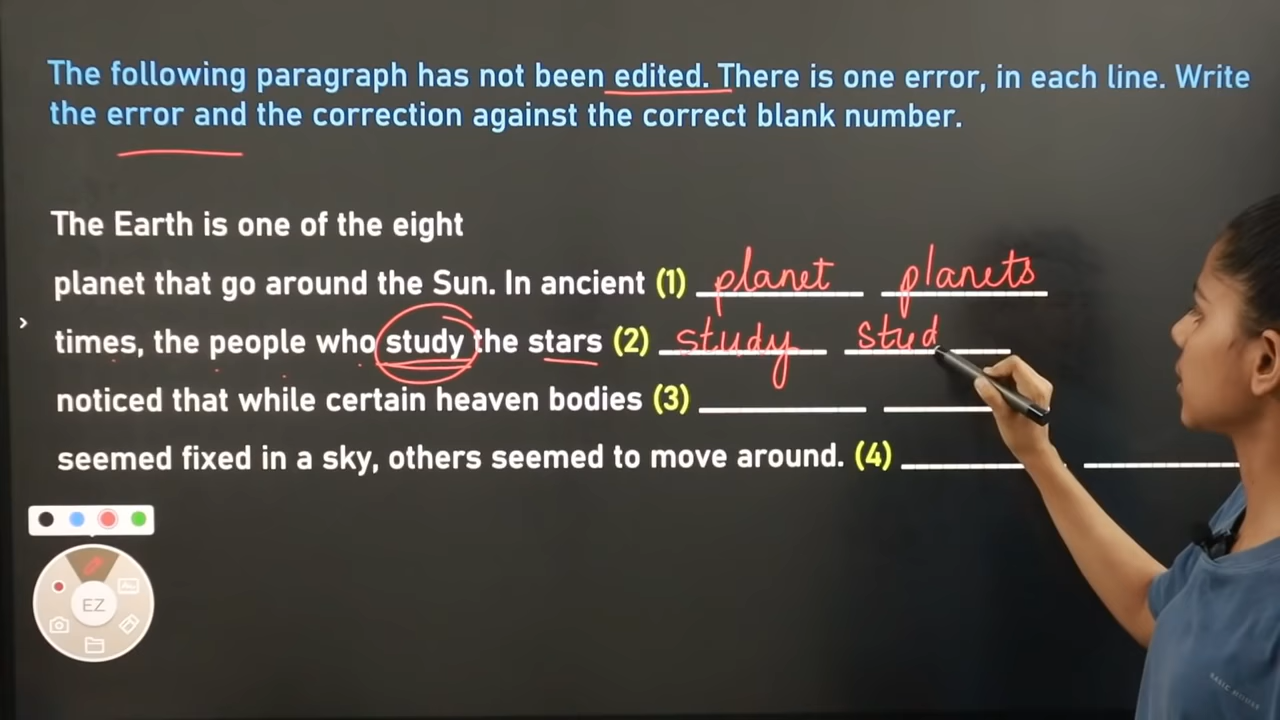 The following paragraph has not been edited. There is one error, in each line. Write
the error and the correction against the correct blank number.
The Earth is one of the eight
planet that go around the Sun. In ancient (1) planet planets
times, the people who study the stars (2) study stud
noticed that while certain heaven bodies (3)
seemed fixed in a sky, others seemed to move around. (4)
EZ
BASIC HOUSE